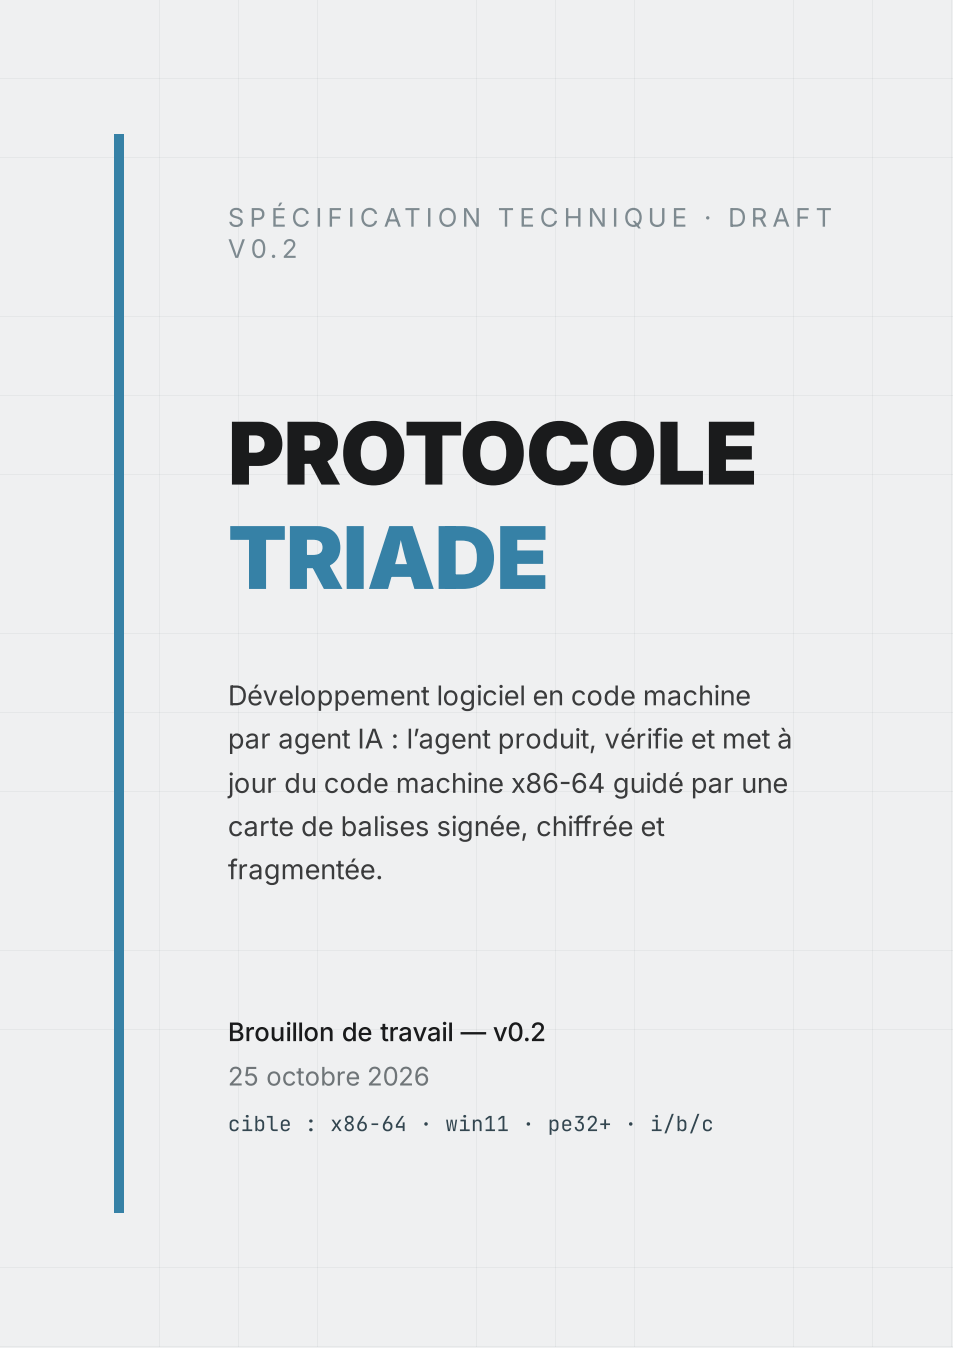 SPÉCIFICATION TECHNIQUE · DRAFT
V0.2
PROTOCOLE
TRIADE
Développement logiciel en code machine
par agent IA : l’agent produit, vérifie et met à
jour du code machine x86-64 guidé par une
carte de balises signée, chiffrée et
fragmentée.
Brouillon de travail — v0.2
25 octobre 2026
cible : x86-64 · win11 · pe32+ · i/b/c